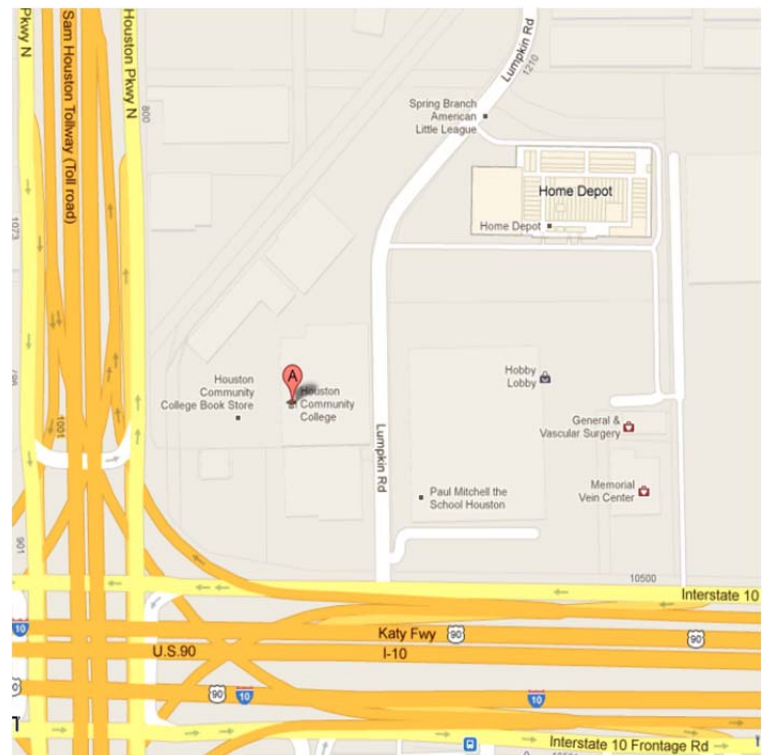 Pkwy N
Sam Houston Tollway (Toll road)
Houston Pkwy N
800
Lumpkin Rd
1210
Spring Branch
American
Little League
Home Depot
Home Depot
1073
Hobby
Lobby
Houston
Community
College Book Store
A
Houston
Community
College
1001
Lumpkin Rd
General &
Vascular Surgery
Paul Mitchell the
School Houston
Memorial
Vein Center
901
10500
Interstate 10
10
Katy Fwy
90
90
U.S.90
I-10
90
10
10
Interstate 10 Frontage Rd